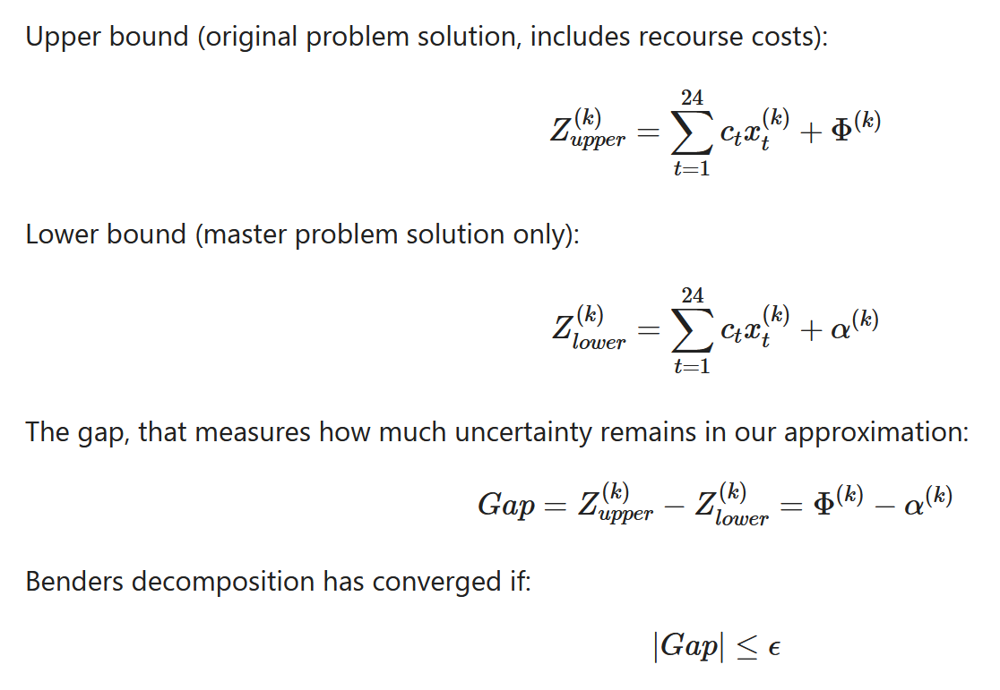 Upper bound (original problem solution, includes recourse costs):
$Z_{upper}^{(k)} = \sum_{t=1}^{24} c_t x_t^{(k)} + \Phi^{(k)}$
Lower bound (master problem solution only):
$Z_{lower}^{(k)} = \sum_{t=1}^{24} c_t x_t^{(k)} + \alpha^{(k)}$
The gap, that measures how much uncertainty remains in our approximation:
$Gap = Z_{upper}^{(k)} - Z_{lower}^{(k)} = \Phi^{(k)} - \alpha^{(k)}$
Benders decomposition has converged if:
$|Gap| \leq \epsilon$